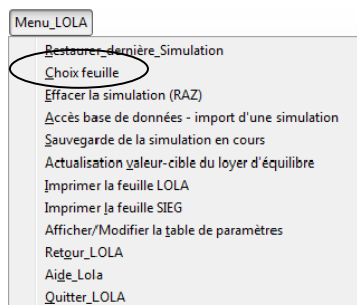 Menu_LOLA
Restaurer_dernière_Simulation
Choix feuille
Effacer la simulation (RAZ)
Accès base de données - import d'une simulation
Sauvegarde de la simulation en cours
Actualisation valeur-cible du loyer d'équilibre
Imprimer la feuille LOLA
Imprimer la feuille SIEG
Afficher/Modifier la table de paramètres
Retour_LOLA
Aide_Lola
Quitter_LOLA